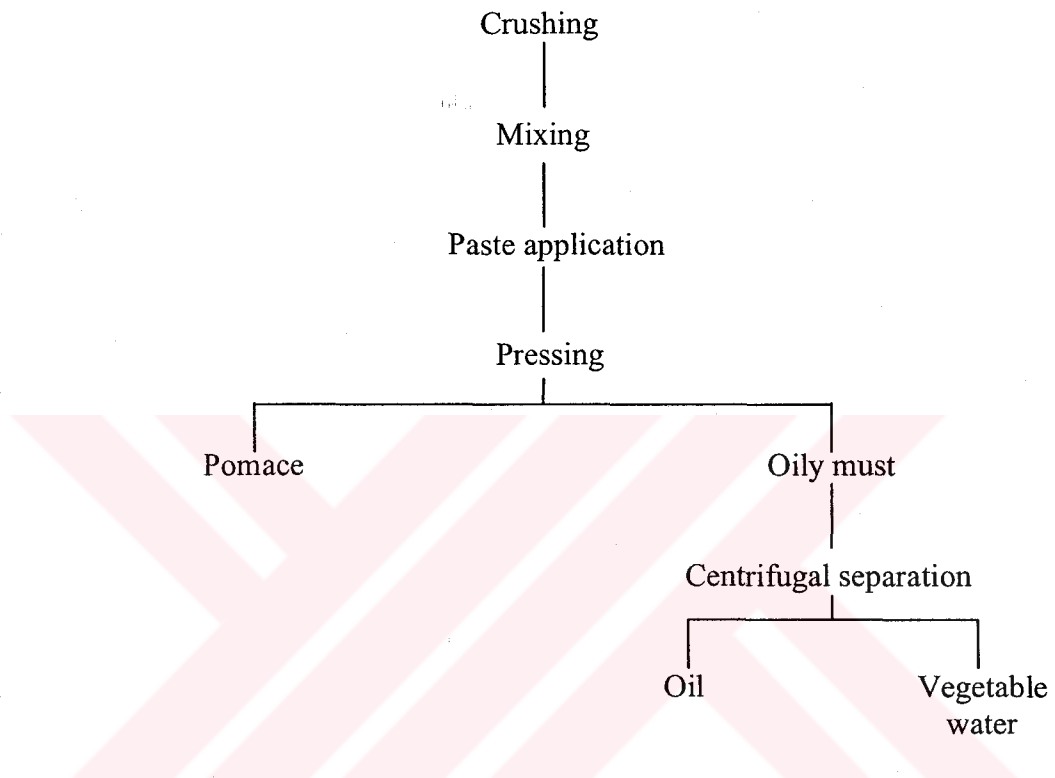 Crushing
Mixing
Paste application
Pressing
Pomace
Oily must
Centrifugal separation
Oil
Vegetable
water